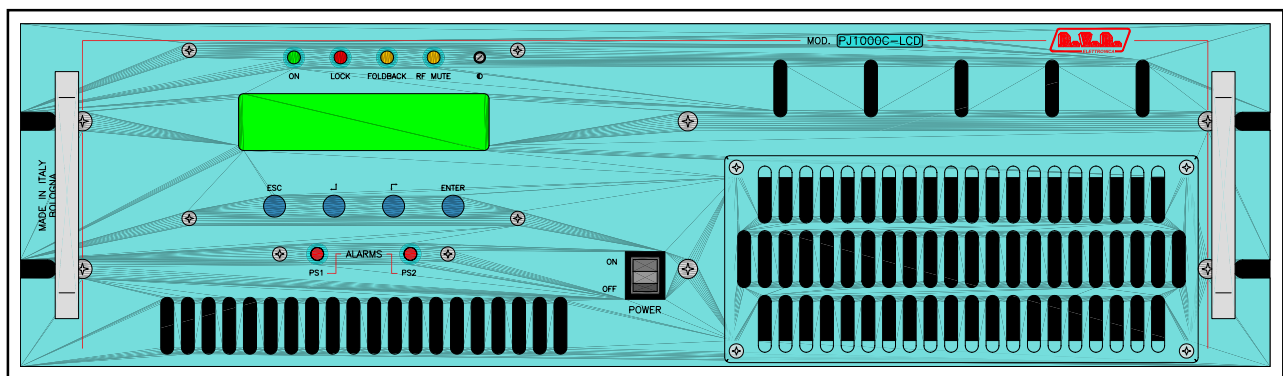 MOD. PJ1000C-LCD
R.V.R.
ELETTRONICA
ON LOCK FOLDBACK RF MUTE
MADE IN ITALY
BOLOGNA
ESC ENTER
ALARMS
PS1 PS2
ON
OFF
POWER